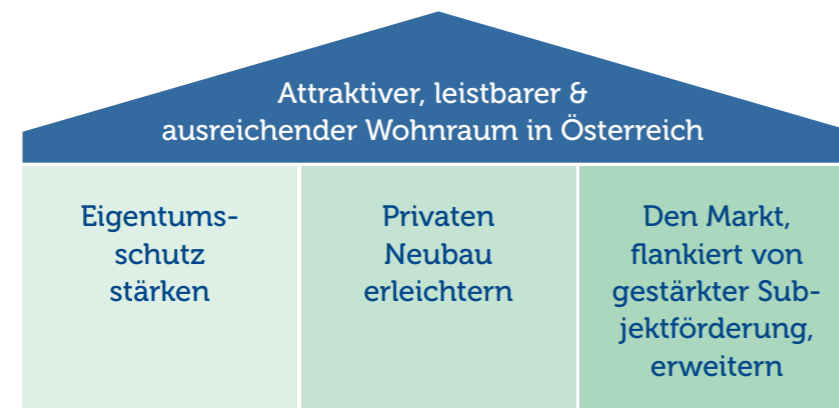 Attraktiver, leistbarer &
ausreichender Wohnraum in Österreich
Eigentums-
schutz
stärken
Privaten
Neubau
erleichtern
Den Markt,
flankiert von
gestärkter Sub-
jektförderung,
erweitern